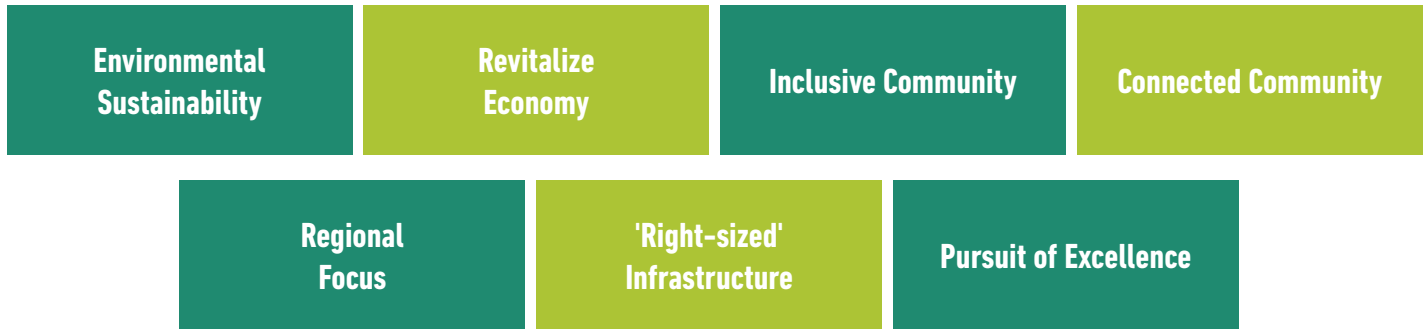 Environmental
Sustainability
Revitalize
Economy
Inclusive Community
Connected Community
Regional
Focus
'Right-sized'
Infrastructure
Pursuit of Excellence